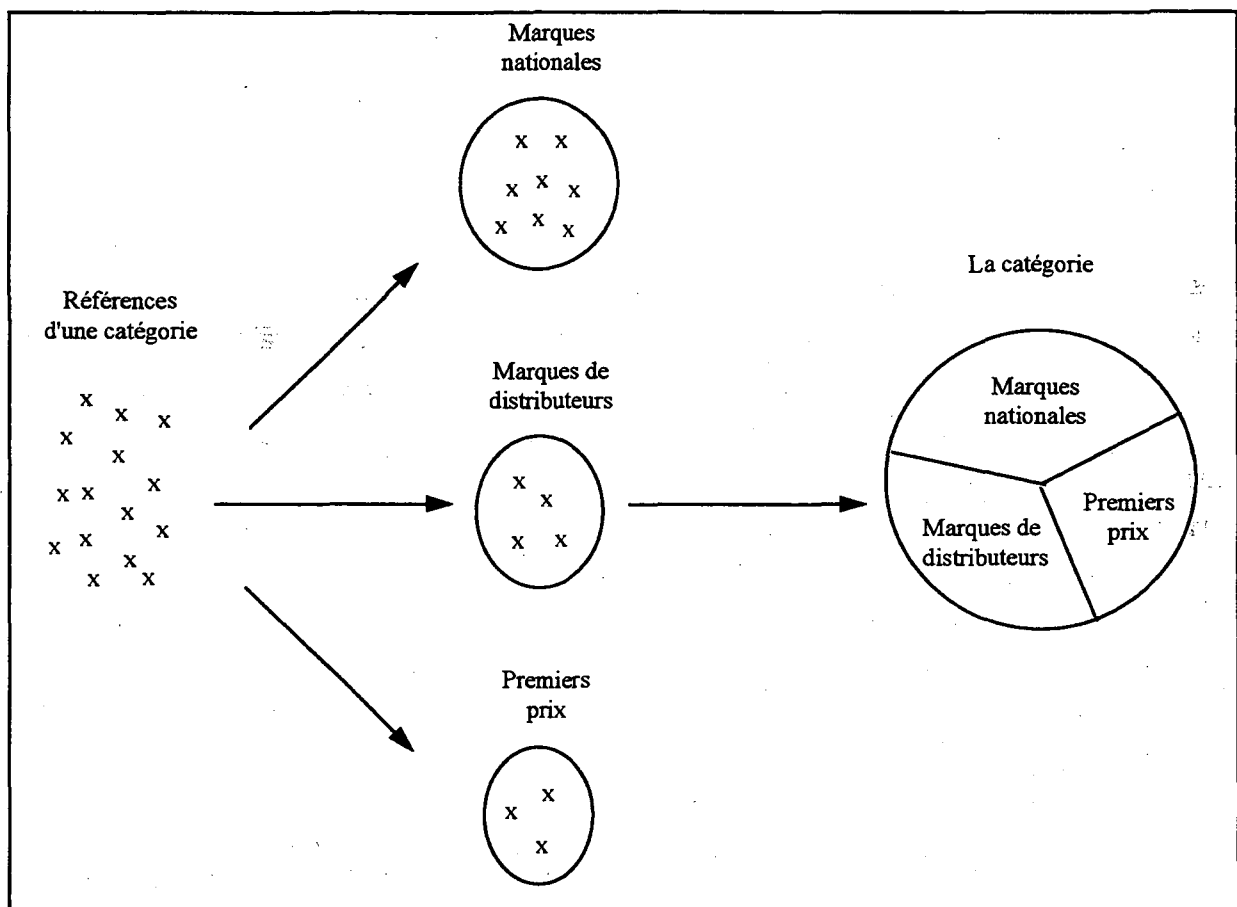 Marques
nationales
x x
x x x
x x x
La catégorie
Références
d'une catégorie
x x x
x x
x x x
x x
x x x
x x
Marques de
distributeurs
x x
x x
Marques
nationales
Premiers
prix
Marques de
distributeurs
Premiers
prix
x x
x